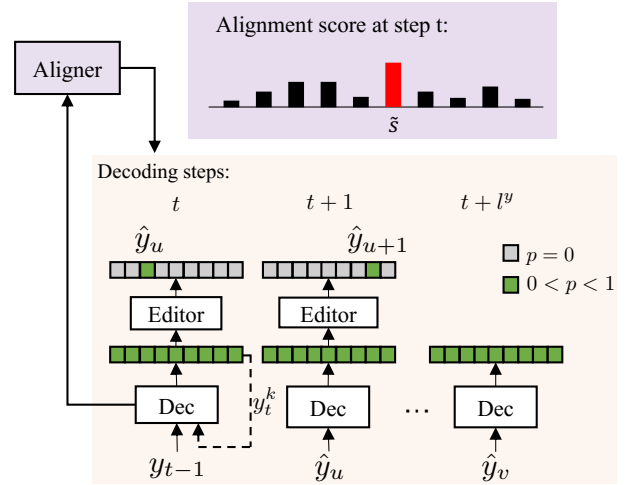 Alignment score at step t:
Aligner
s̃
Decoding steps:
t t + 1 t + l^y
ŷ_u ŷ_{u+1}
p = 0
0 < p < 1
Editor Editor
y_t^k
Dec Dec ... Dec
y_{t−1} ŷ_u ŷ_v